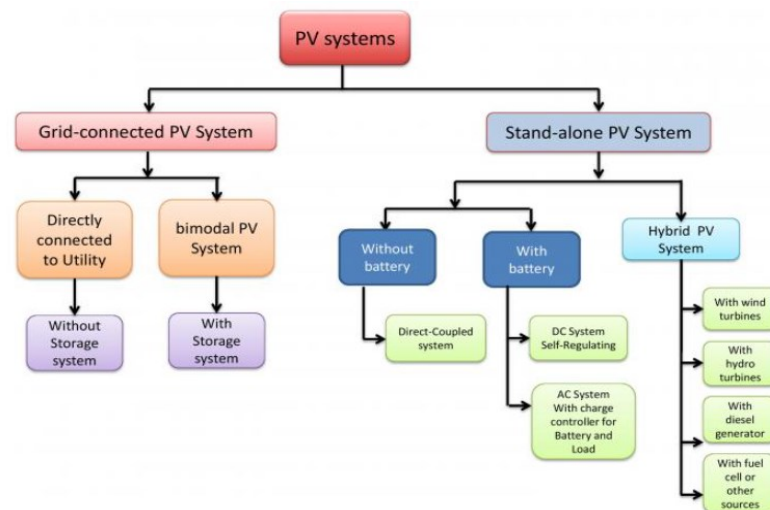 PV systems
Grid-connected PV System
Stand-alone PV System
Directly
connected
to Utility
bimodal PV
System
Without
Storage
system
With
Storage
system
Without
battery
With
battery
Hybrid PV
System
Direct-Coupled
system
DC System
Self-Regulating
AC System
With charge
controller for
Battery and
Load
With wind
turbines
With
hydro
turbines
With
diesel
generator
With fuel
cell or
other
sources